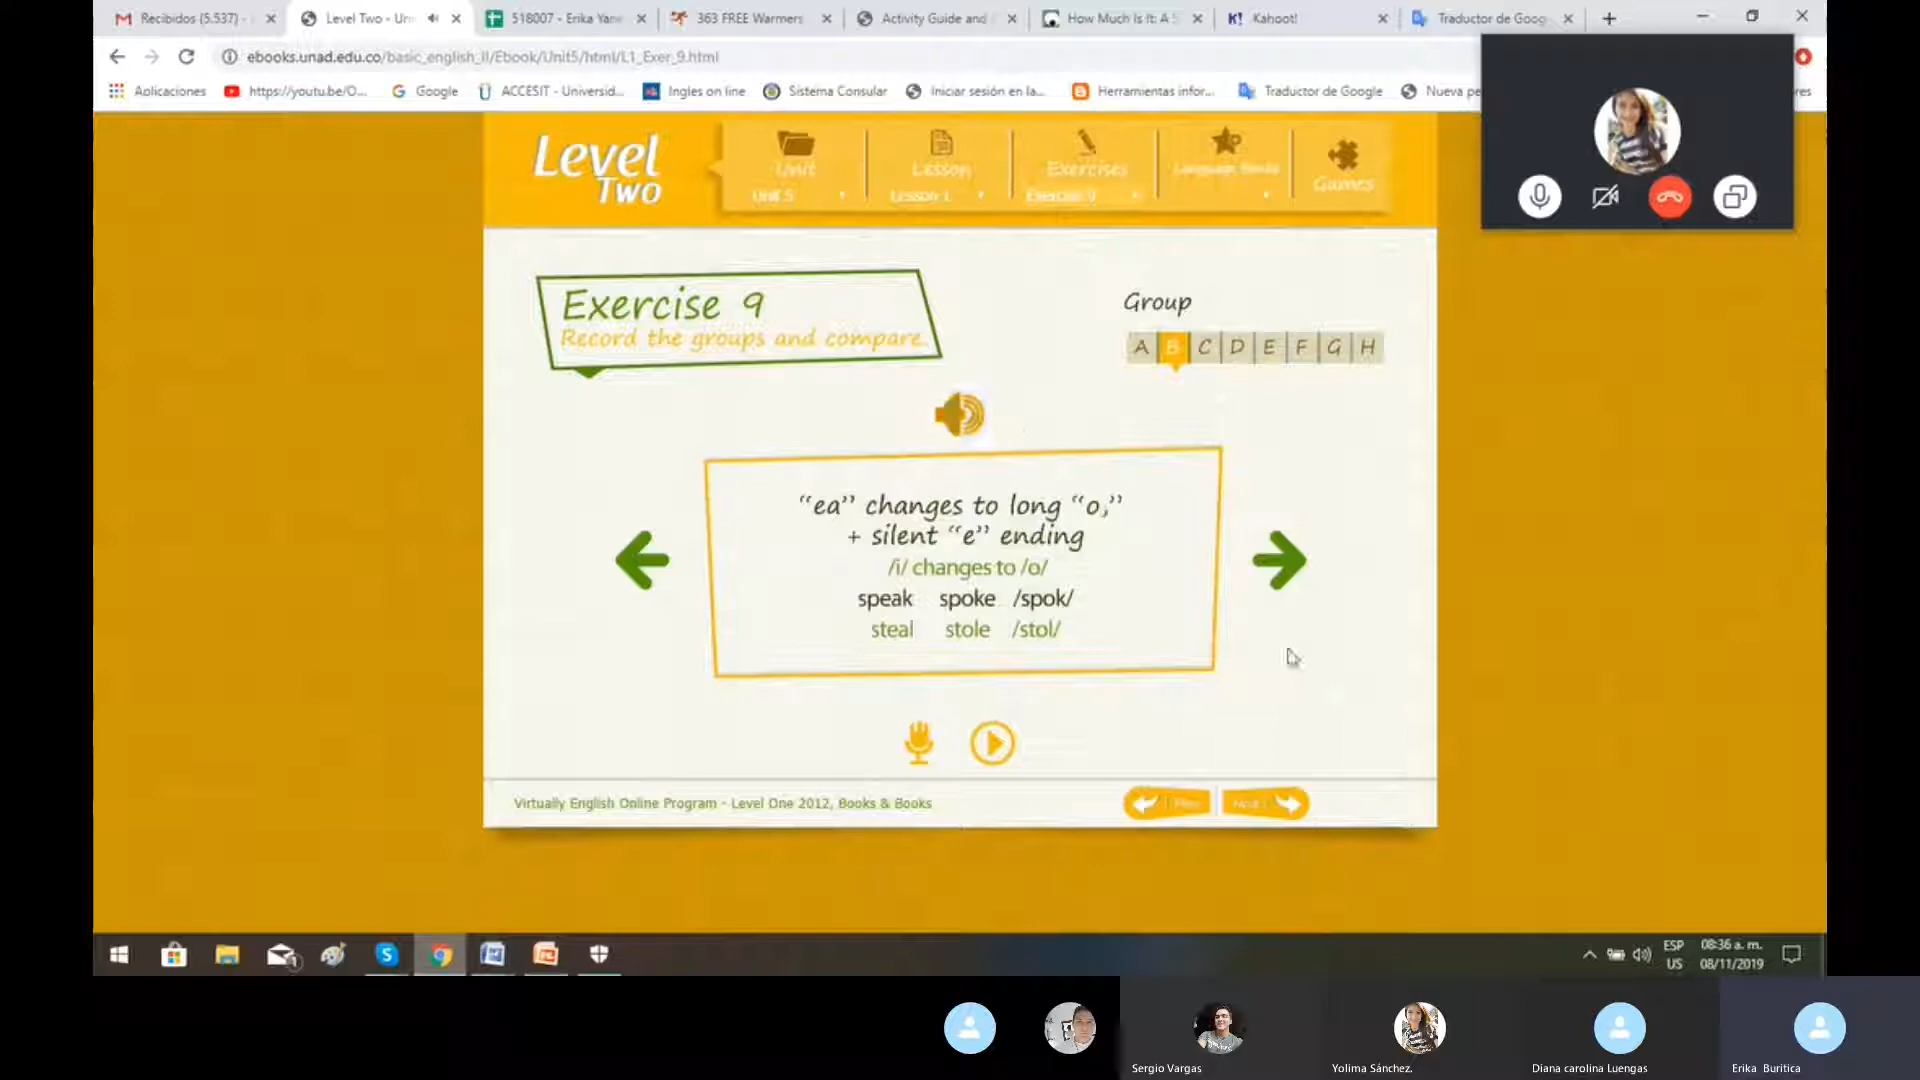 Recibidos (5.537) -
Level Two - Un
518007 - Erika Yane
363 FREE Warmers
Activity Guide and
How Much Is It: A S
K! Kahoot!
Traductor de Goog
ebooks.unad.edu.co/basic_english_II/Ebook/Unit5/html/L1_Exer_9.html
Aplicaciones
https://youtu.be/O...
Google
ACCESIT - Universid...
Ingles on line
Sistema Consular
Iniciar sesión en la...
Herramientas infor...
Traductor de Google
Nueva pe
res
Level
Two
Unit
Unit 5
Lesson
Lesson 1
Exercises
Exercise 9
Games
Exercise 9
Record the groups and compare.
Group
A B C D E F G H
“ea” changes to long “o,”
+ silent “e” ending
/i/ changes to /o/
speak spoke /spok/
steal stole /stol/
Virtually English Online Program - Level One 2012, Books & Books
Prev
Next
ESP
US
08:36 a. m.
08/11/2019
Sergio Vargas
Yolima Sánchez.
Diana carolina Luengas
Erika Buritica